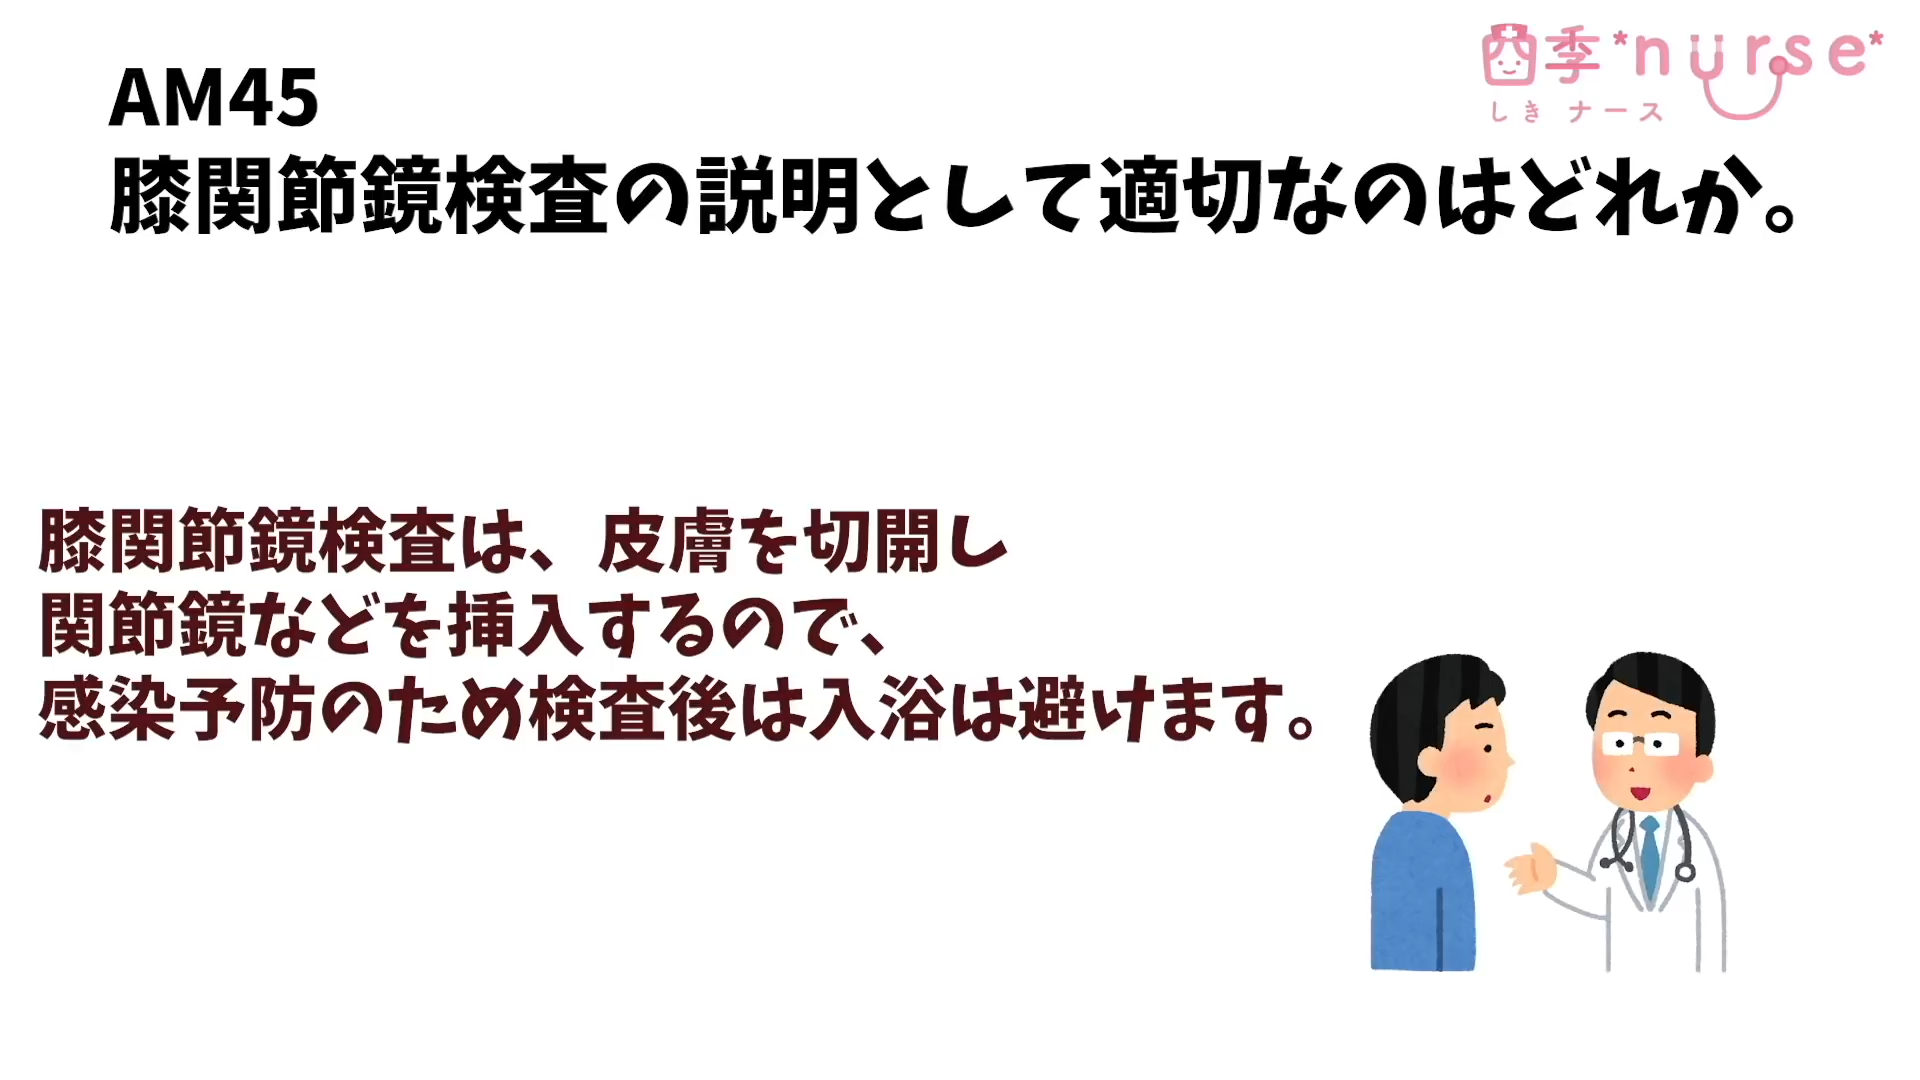 四季*nurse*
しき ナース
AM45
膝関節鏡検査の説明として適切なのはどれか。
膝関節鏡検査は、皮膚を切開し
関節鏡などを挿入するので、
感染予防のため検査後は入浴は避けます。